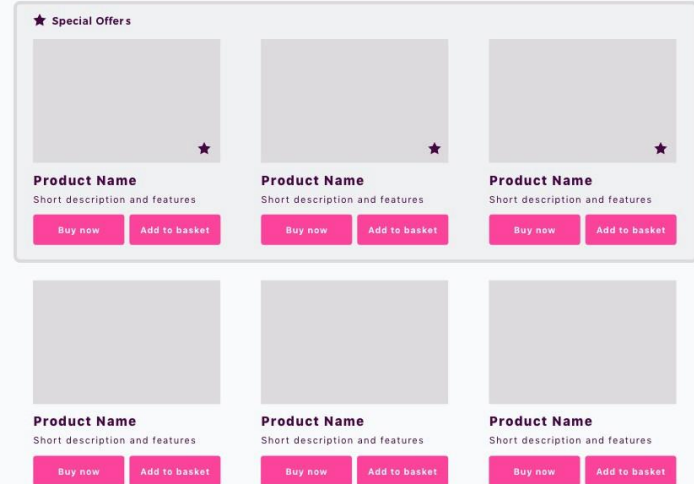 Special Offers
Product Name
Short description and features
Buy now
Add to basket
Product Name
Short description and features
Buy now
Add to basket
Product Name
Short description and features
Buy now
Add to basket
Product Name
Short description and features
Buy now
Add to basket
Product Name
Short description and features
Buy now
Add to basket
Product Name
Short description and features
Buy now
Add to basket